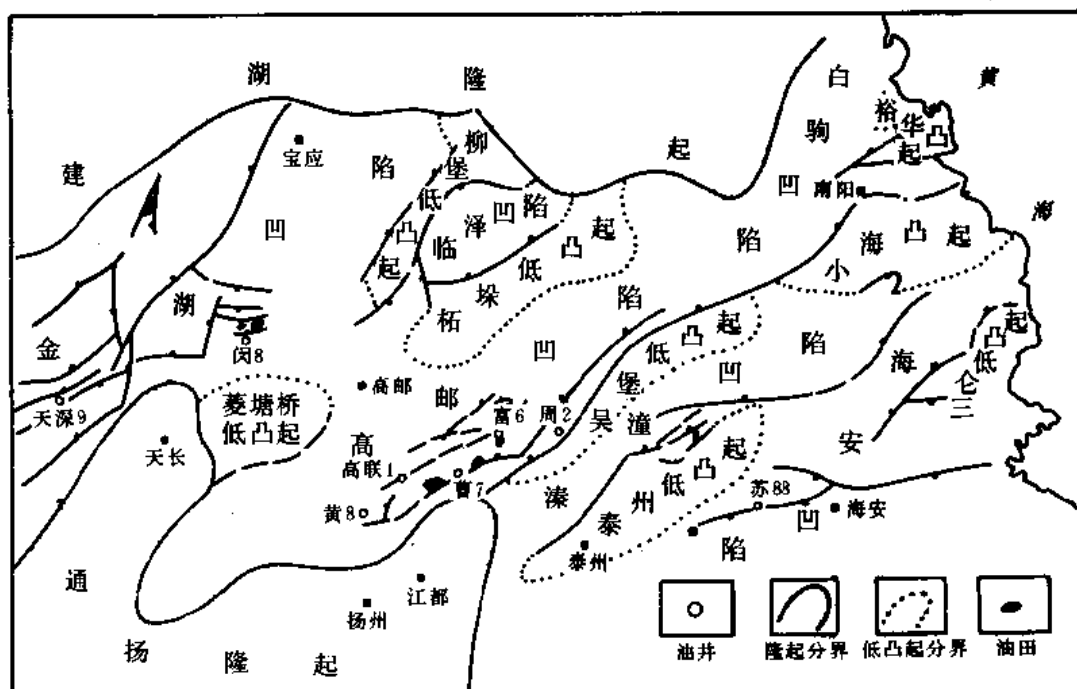 建湖隆起
黄海
白驹凹陷
裕华凸起
宝应
柳堡低凸起
临泽凹陷
柘垛低凸起
南阳
小海凸起
金湖凹陷
闵8
天深9
菱塘桥
低凸起
高邮
高邮凹陷
天长
富6
周2
高联1
黄8
吴堡低凸起
溱潼凹陷
泰州低凸起
泰州
苏88
海安
海安凹陷
仑三低凸起
江都
扬州
通扬隆起
油井
隆起分界
低凸起分界
油田